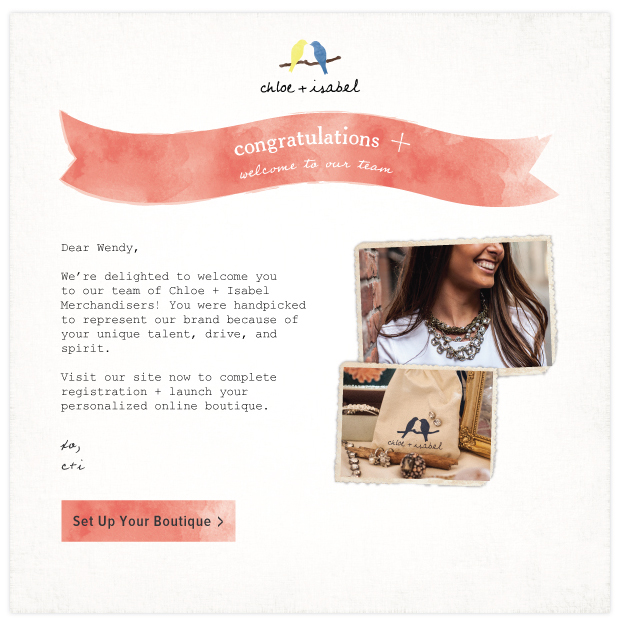 chloe + isabel
congratulations +
welcome to our team
Dear Wendy,
We're delighted to welcome you
to our team of Chloe + Isabel
Merchandisers! You were handpicked
to represent our brand because of
your unique talent, drive, and
spirit.
Visit our site now to complete
registration + launch your
personalized online boutique.
xo,
c+i
chloe + isabel
Set Up Your Boutique >